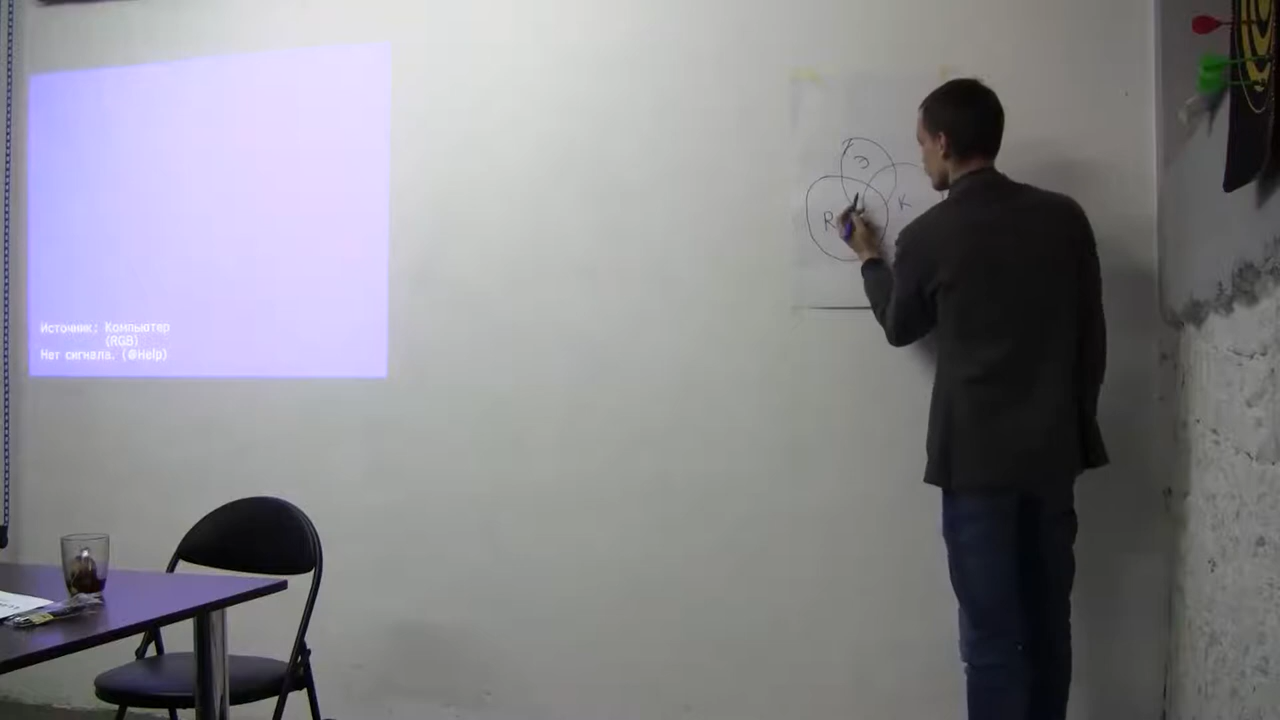 Источник: Компьютер
(RGB)
Нет сигнала. (@Help)
Э
K
R